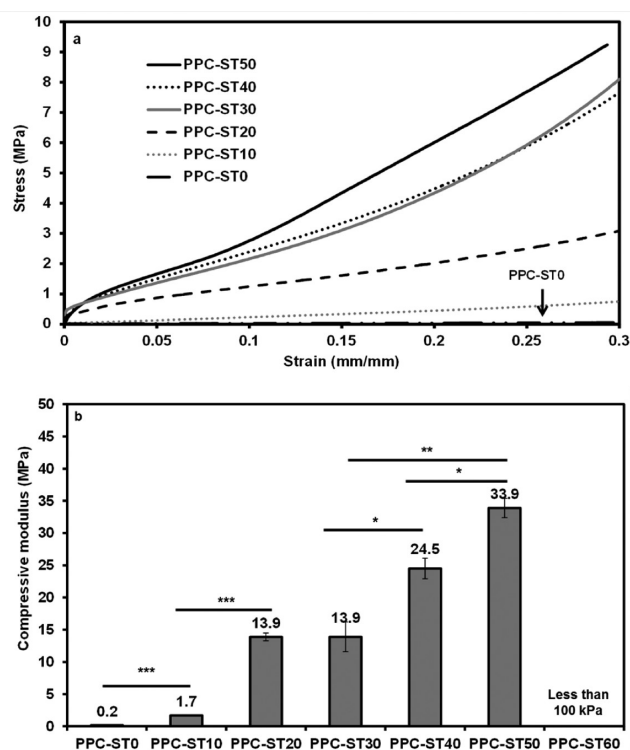 10
9
8
7
6
5
4
3
2
1
0
Stress (MPa)
a
PPC-ST50
PPC-ST40
PPC-ST30
PPC-ST20
PPC-ST10
PPC-ST0
PPC-ST0
0 0.05 0.1 0.15 0.2 0.25 0.3
Strain (mm/mm)
50
45
40
35
30
25
20
15
10
5
0
Compressive modulus (MPa)
b
**
*
33.9
*
24.5
***
13.9
13.9
***
1.7
0.2
Less than
100 kPa
PPC-ST0 PPC-ST10 PPC-ST20 PPC-ST30 PPC-ST40 PPC-ST50 PPC-ST60